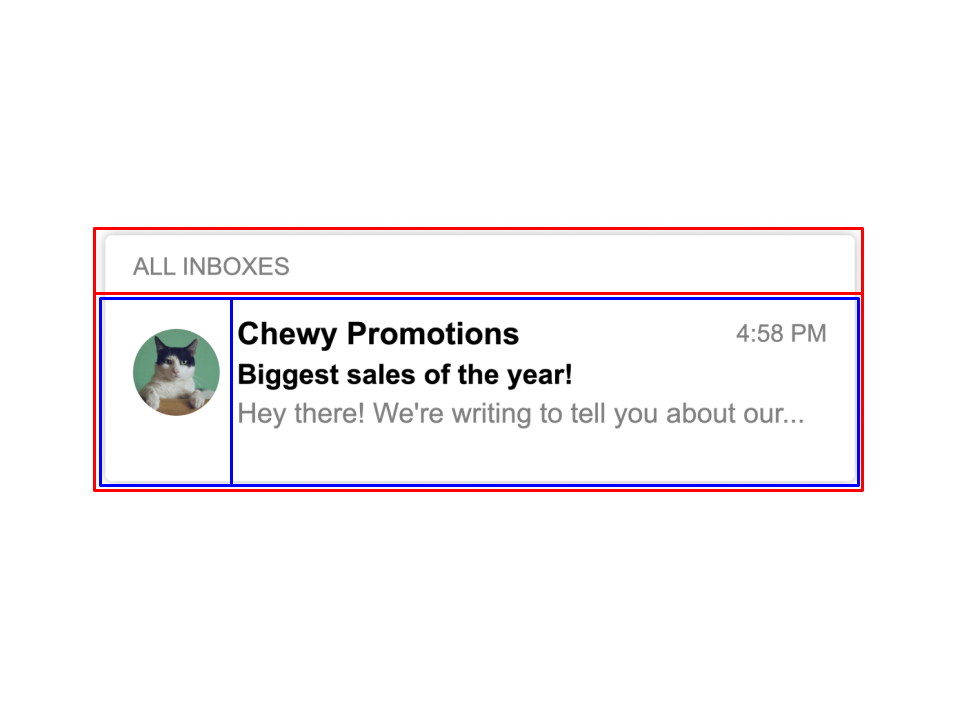 ALL INBOXES
Chewy Promotions 4:58 PM
Biggest sales of the year!
Hey there! We're writing to tell you about our...